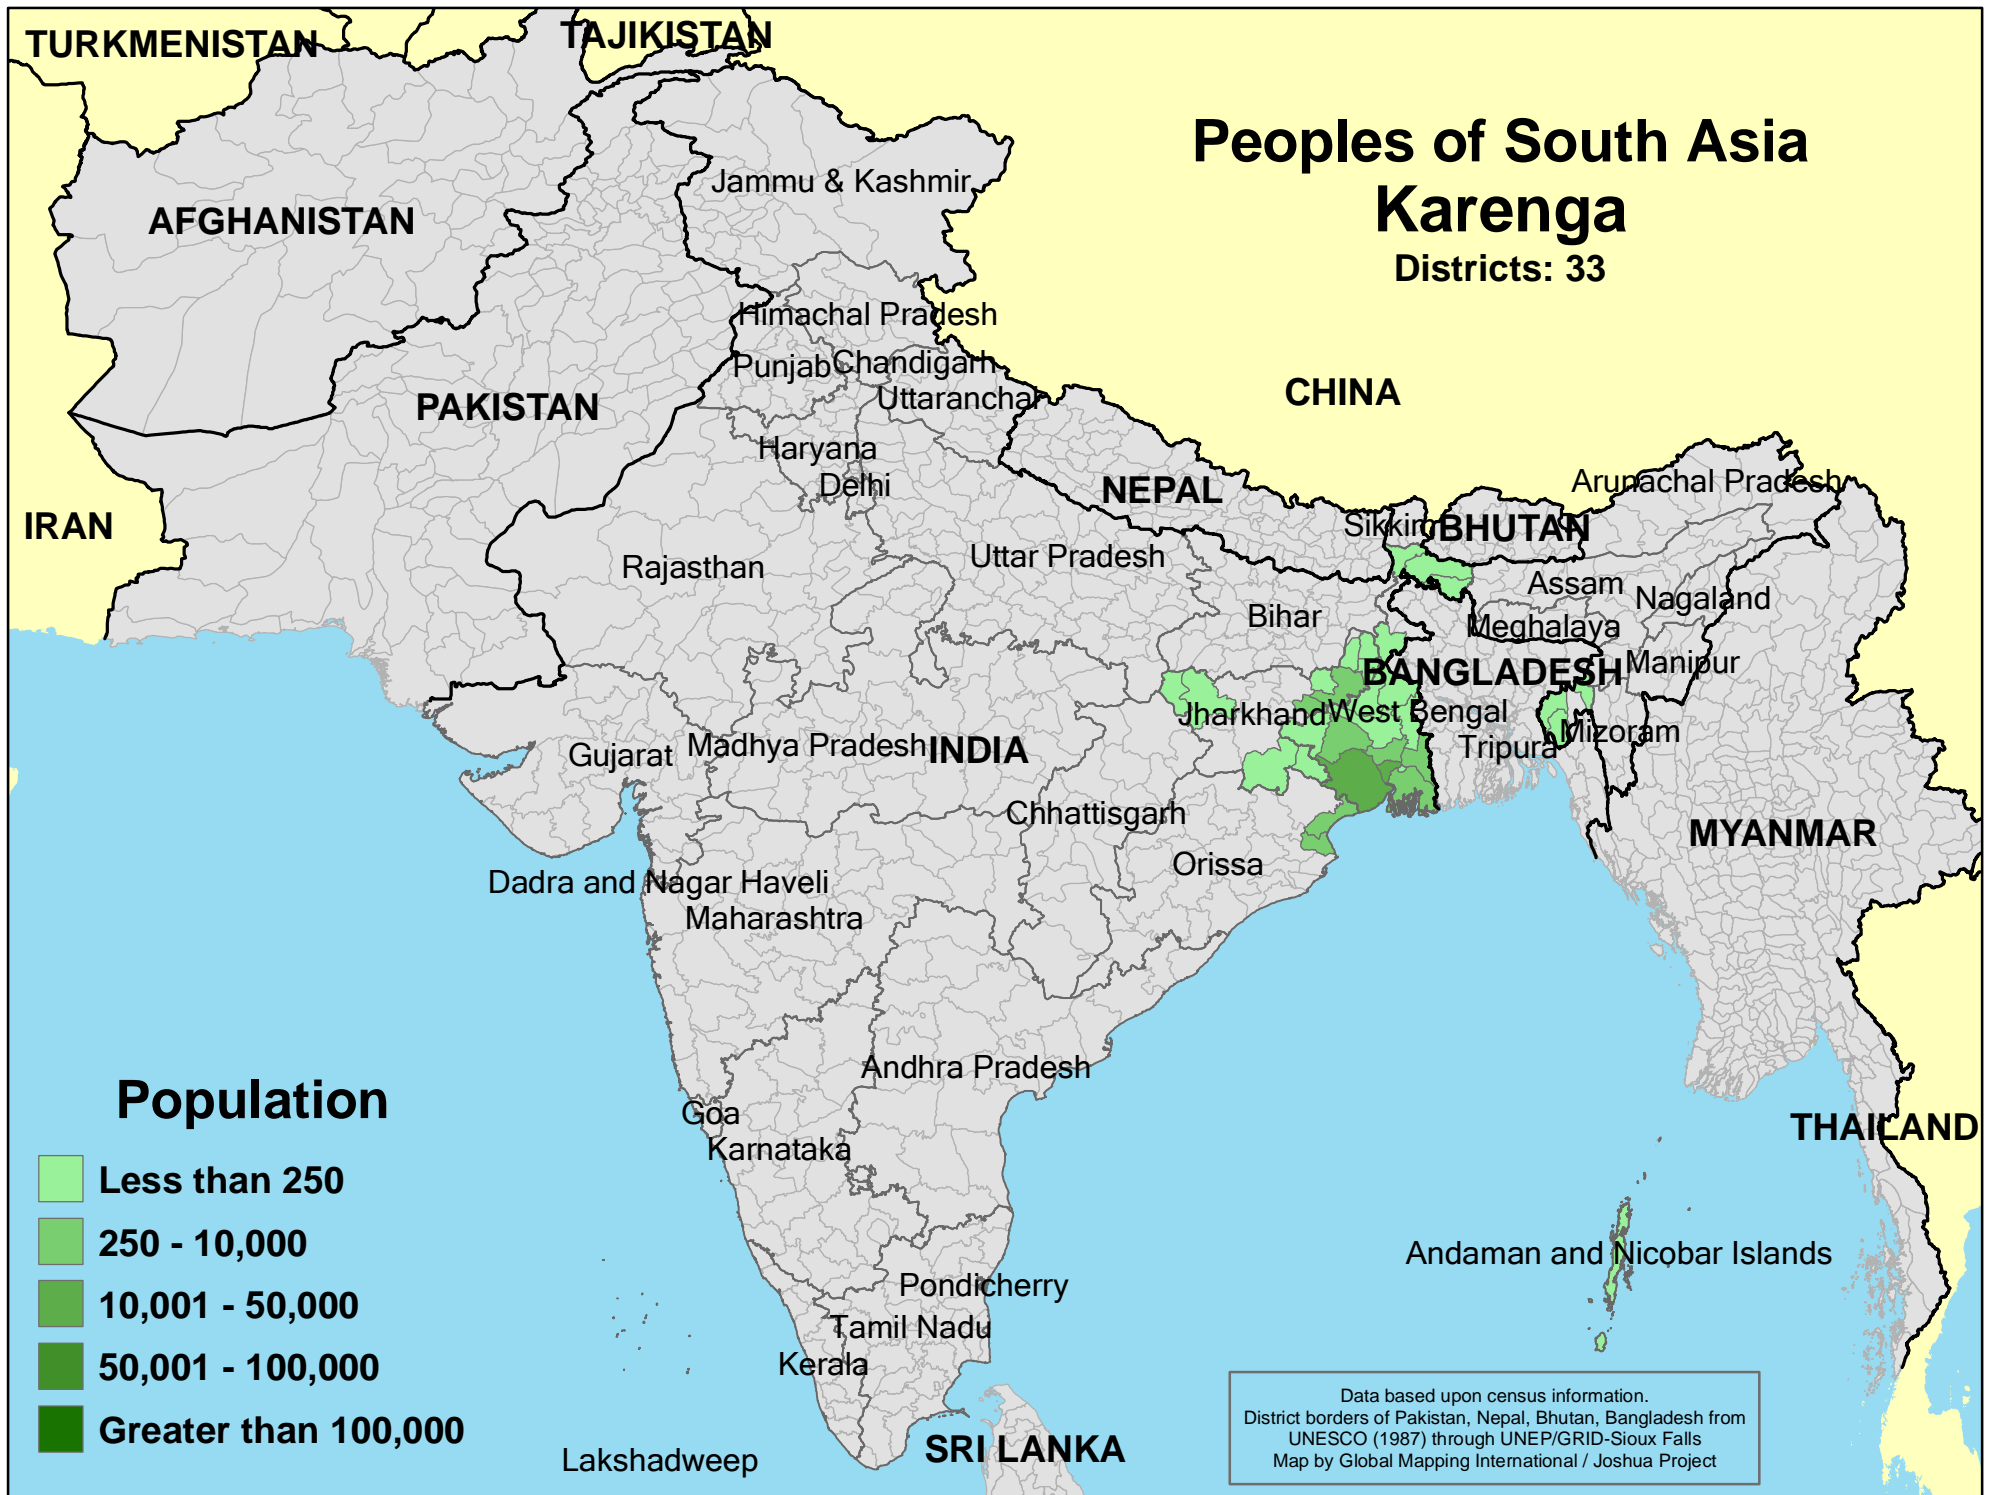 TURKMENISTAN
TAJIKISTAN
Peoples of South Asia
Karenga
Districts: 33
Jammu & Kashmir
AFGHANISTAN
Himachal Pradesh
Punjab
Chandigarh
Uttaranchal
PAKISTAN
CHINA
Haryana
Delhi
NEPAL
Arunachal Pradesh
IRAN
Sikkim
BHUTAN
Rajasthan
Uttar Pradesh
Assam
Nagaland
Bihar
Meghalaya
BANGLADESH
Manipur
Jharkhand
West Bengal
Gujarat
Madhya Pradesh
INDIA
Tripura
Mizoram
Chhattisgarh
MYANMAR
Orissa
Dadra and Nagar Haveli
Maharashtra
Andhra Pradesh
Goa
Karnataka
THAILAND
Andaman and Nicobar Islands
Pondicherry
Tamil Nadu
Kerala
Lakshadweep
SRI LANKA
Population
Less than 250
250 - 10,000
10,001 - 50,000
50,001 - 100,000
Greater than 100,000
Data based upon census information.
District borders of Pakistan, Nepal, Bhutan, Bangladesh from
UNESCO (1987) through UNEP/GRID-Sioux Falls
Map by Global Mapping International / Joshua Project